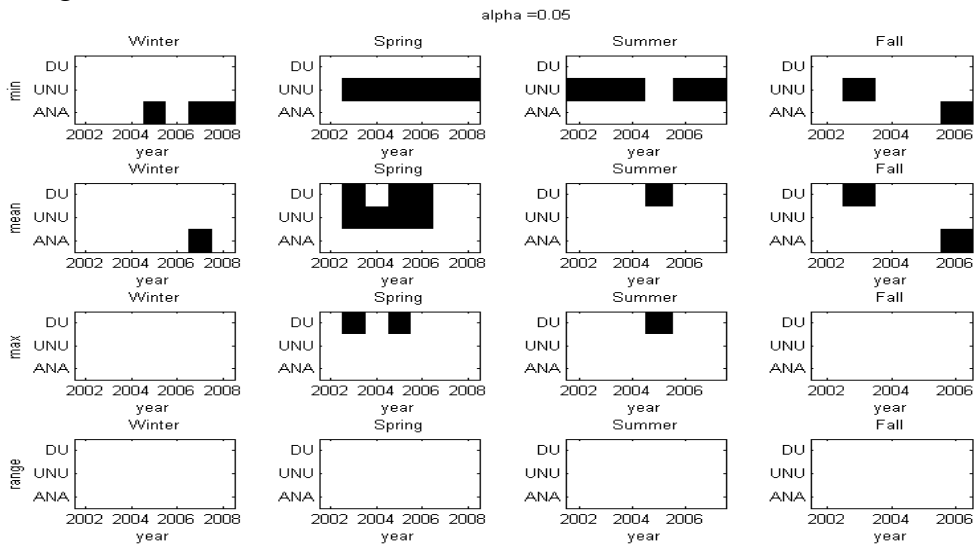 alpha =0.05
Winter Spring Summer Fall
min
DU DU DU DU
UNU UNU UNU UNU
ANA ANA ANA ANA
2002 2004 2006 2008 2002 2004 2006 2008 2002 2004 2006 2002 2004 2006
year year year year
Winter Spring Summer Fall
mean
DU DU DU DU
UNU UNU UNU UNU
ANA ANA ANA ANA
2002 2004 2006 2008 2002 2004 2006 2008 2002 2004 2006 2002 2004 2006
year year year year
Winter Spring Summer Fall
max
DU DU DU DU
UNU UNU UNU UNU
ANA ANA ANA ANA
2002 2004 2006 2008 2002 2004 2006 2008 2002 2004 2006 2002 2004 2006
year year year year
Winter Spring Summer Fall
range
DU DU DU DU
UNU UNU UNU UNU
ANA ANA ANA ANA
2002 2004 2006 2008 2002 2004 2006 2008 2002 2004 2006 2002 2004 2006
year year year year